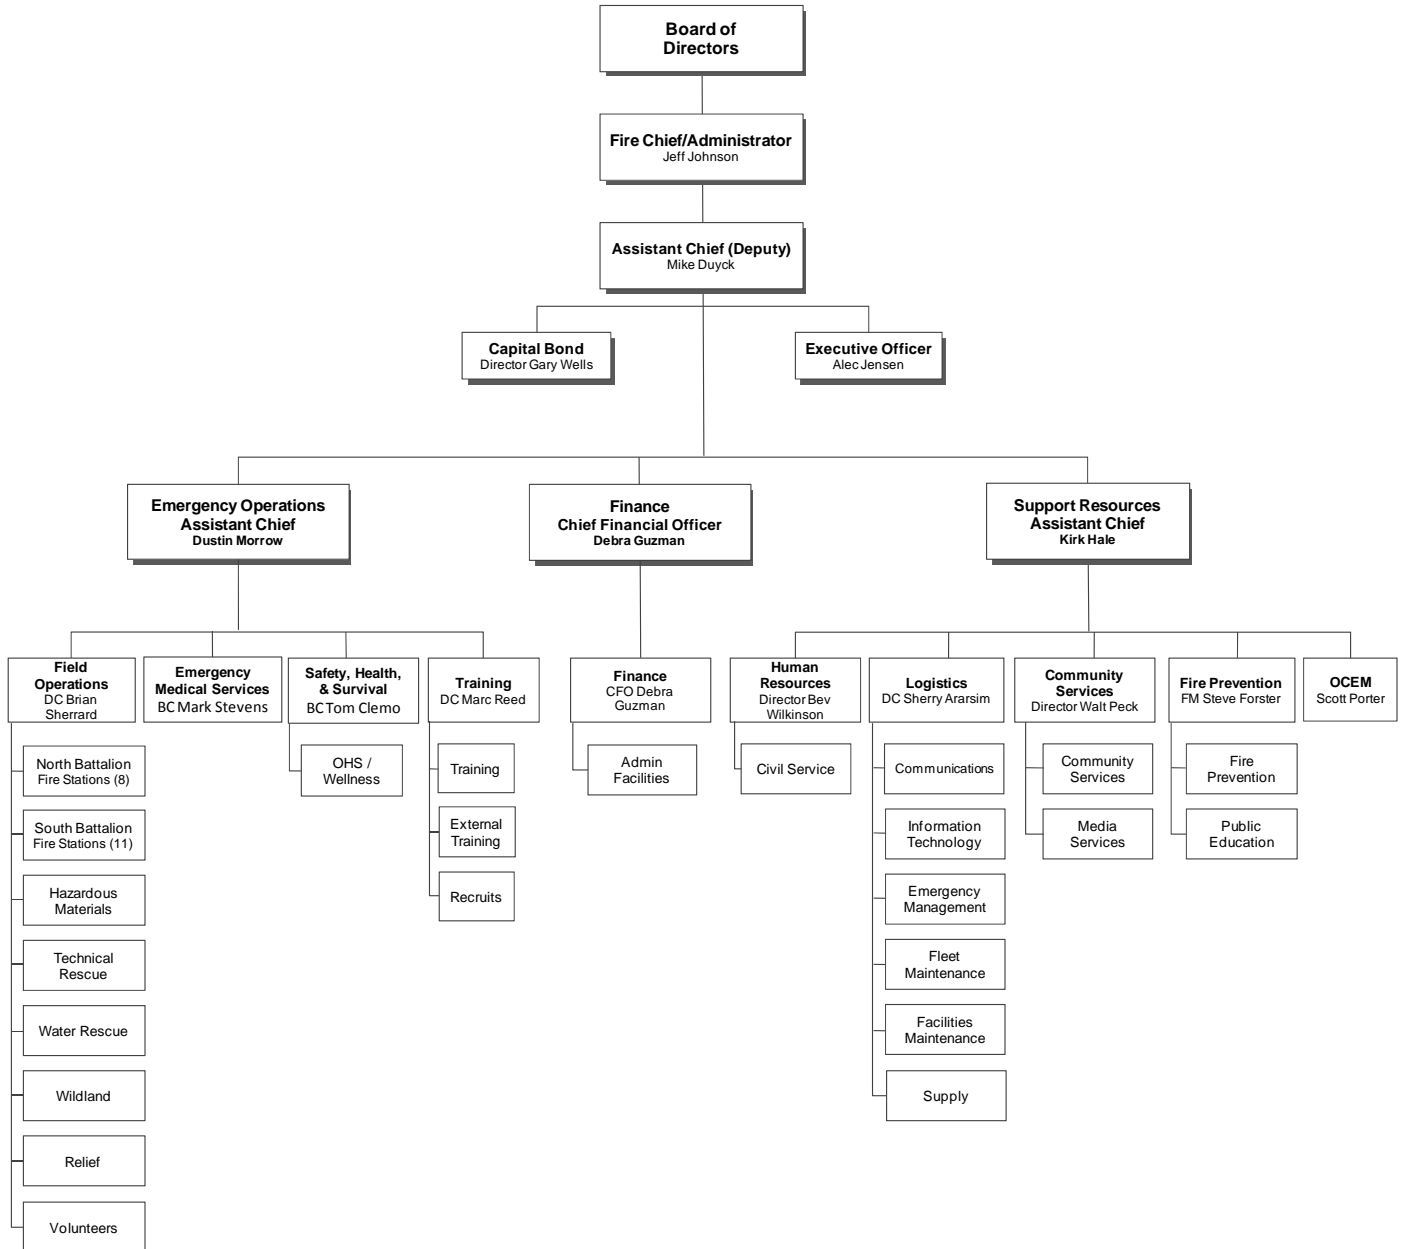 Board of
Directors
Fire Chief/Administrator
Jeff Johnson
Assistant Chief (Deputy)
Mike Duyck
Capital Bond
Director Gary Wells
Executive Officer
Alec Jensen
Emergency Operations
Assistant Chief
Dustin Morrow
Finance
Chief Financial Officer
Debra Guzman
Support Resources
Assistant Chief
Kirk Hale
Field
Operations
DC Brian
Sherrard
Emergency
Medical Services
BC Mark Stevens
Safety, Health,
& Survival
BC Tom Clemo
Training
DC Marc Reed
Finance
CFO Debra
Guzman
Human
Resources
Director Bev
Wilkinson
Logistics
DC Sherry Ararsim
Community
Services
Director Walt Peck
Fire Prevention
FM Steve Forster
OCEM
Scott Porter
North Battalion
Fire Stations (8)
South Battalion
Fire Stations (11)
Hazardous
Materials
Technical
Rescue
Water Rescue
Wildland
Relief
Volunteers
OHS /
Wellness
Training
External
Training
Recruits
Admin
Facilities
Civil Service
Communications
Information
Technology
Emergency
Management
Fleet
Maintenance
Facilities
Maintenance
Supply
Community
Services
Media
Services
Fire
Prevention
Public
Education